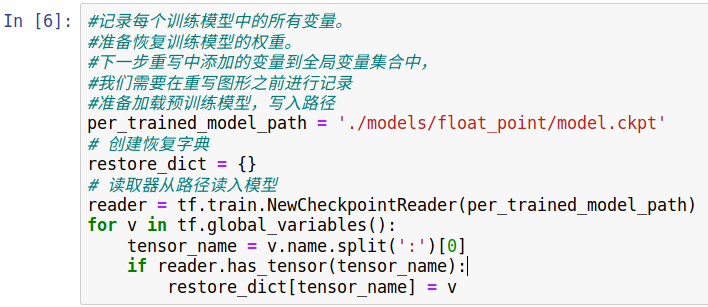 In [6]: #记录每个训练模型中的所有变量。
#准备恢复训练模型的权重。
#下一步重写中添加的变量到全局变量集合中，
#我们需要在重写图形之前进行记录
#准备加载预训练模型，写入路径
per_trained_model_path = './models/float_point/model.ckpt'
# 创建恢复字典
restore_dict = {}
# 读取器从路径读入模型
reader = tf.train.NewCheckpointReader(per_trained_model_path)
for v in tf.global_variables():
    tensor_name = v.name.split(':')[0]
    if reader.has_tensor(tensor_name):
        restore_dict[tensor_name] = v